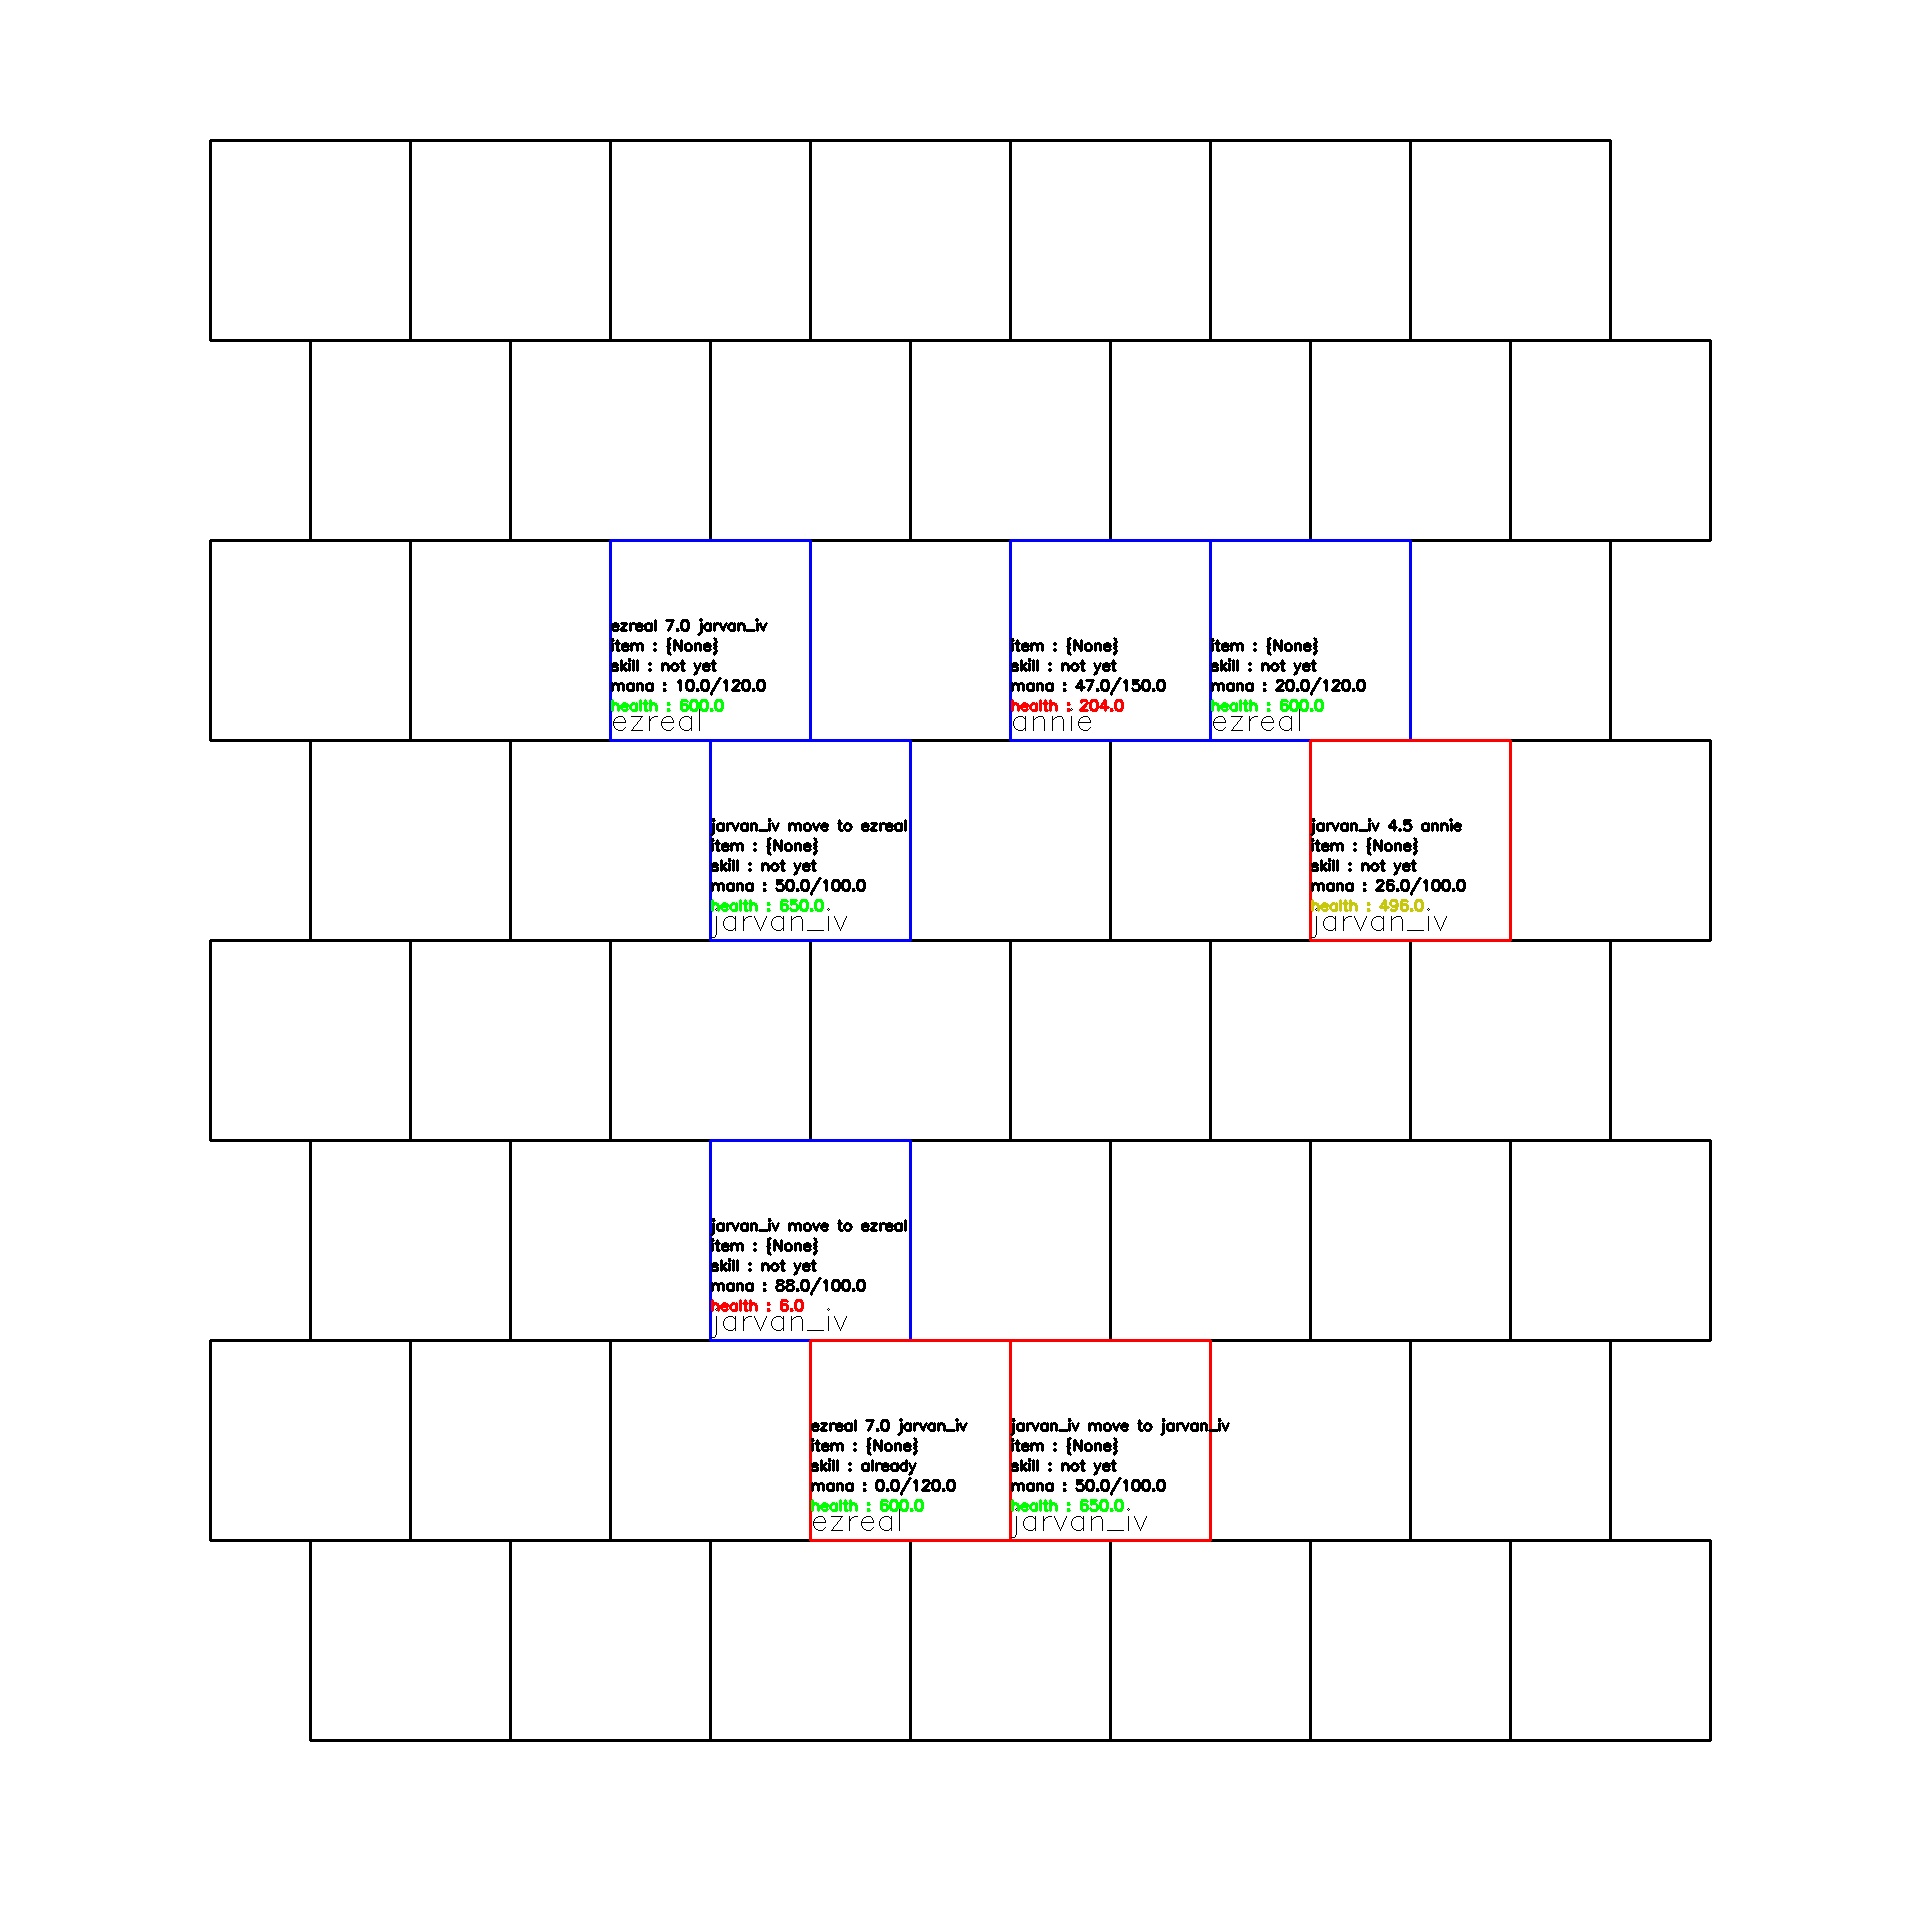 ezreal 7.0 jarvan_iv
item : {None}
skill : not yet
mana : 10.0/120.0
health : 600.0
ezreal
item : {None}
skill : not yet
mana : 47.0/150.0
health : 204.0
annie
item : {None}
skill : not yet
mana : 20.0/120.0
health : 600.0
ezreal
jarvan_iv move to ezreal
item : {None}
skill : not yet
mana : 50.0/100.0
health : 650.0
jarvan_iv
jarvan_iv 4.5 annie
item : {None}
skill : not yet
mana : 26.0/100.0
health : 496.0
jarvan_iv
jarvan_iv move to ezreal
item : {None}
skill : not yet
mana : 88.0/100.0
health : 6.0
jarvan_iv
ezreal 7.0 jarvan_iv
item : {None}
skill : already
mana : 0.0/120.0
health : 600.0
ezreal
jarvan_iv move to jarvan_iv
item : {None}
skill : not yet
mana : 50.0/100.0
health : 650.0
jarvan_iv